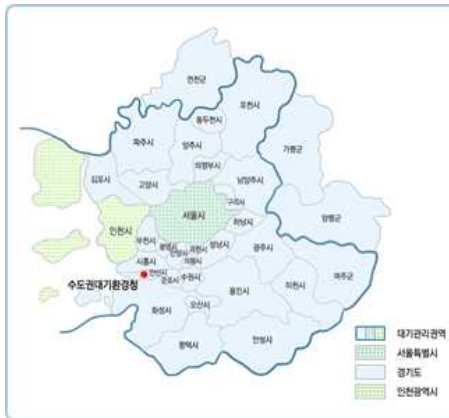 연천군
포천시
동두천시
파주시
양주시
가평군
의정부시
김포시
고양시
남양주시
구리시
서울시
양평군
인천시
하남시
부천시
광명시
과천시
성남시
광주시
안양시
시흥시
의왕시
여주군
안산시
군포시
수원시
수도권대기환경청
용인시
이천시
화성시
오산시
평택시
안성시
대기관리권역
서울특별시
경기도
인천광역시